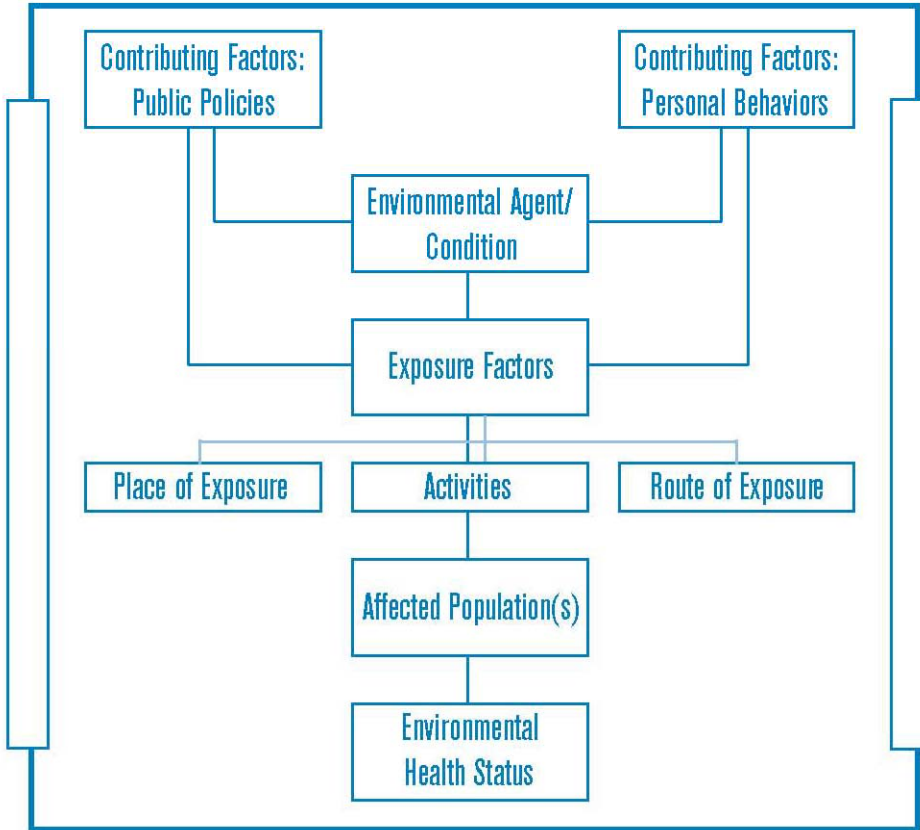 Contributing Factors:
Public Policies
Contributing Factors:
Personal Behaviors
Environmental Agent/
Condition
Exposure Factors
Place of Exposure
Activities
Route of Exposure
Affected Population(s)
Environmental
Health Status